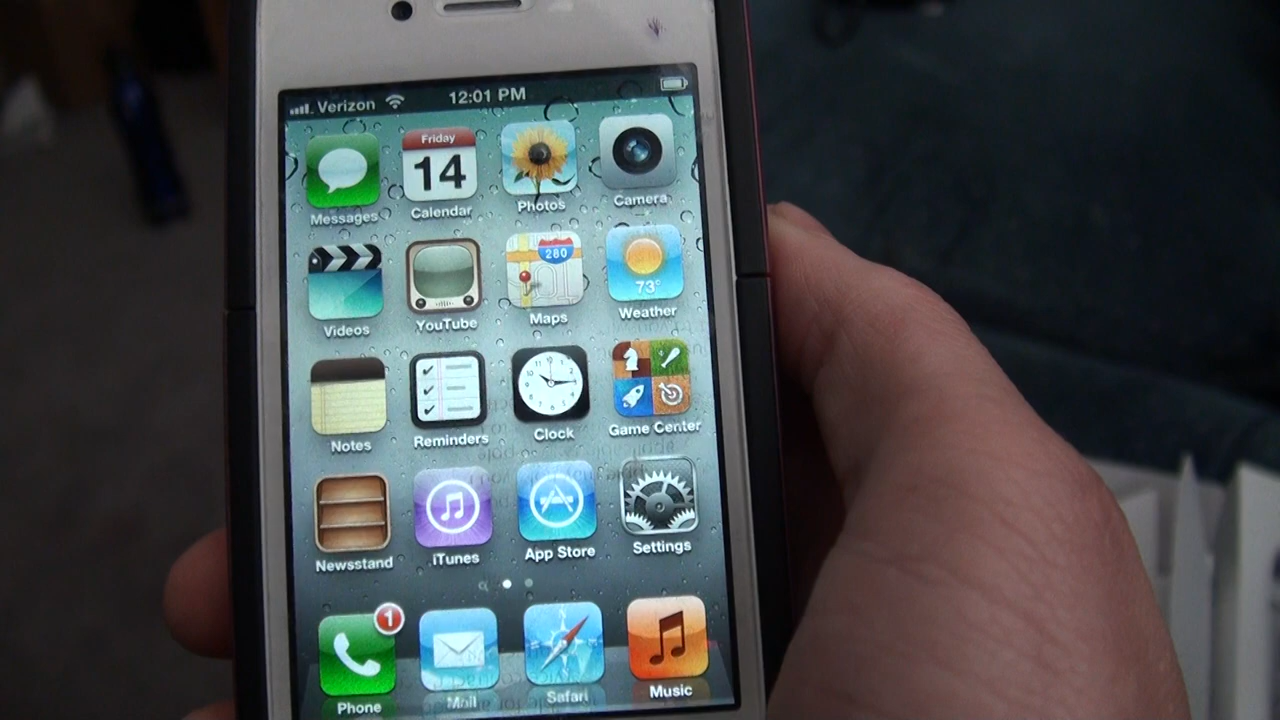 Verizon 12:01 PM
Friday
14
Messages Calendar Photos Camera
280
73°
Videos YouTube Maps Weather
Notes Reminders Clock Game Center
Newsstand iTunes App Store Settings
1
Phone Mail Safari Music